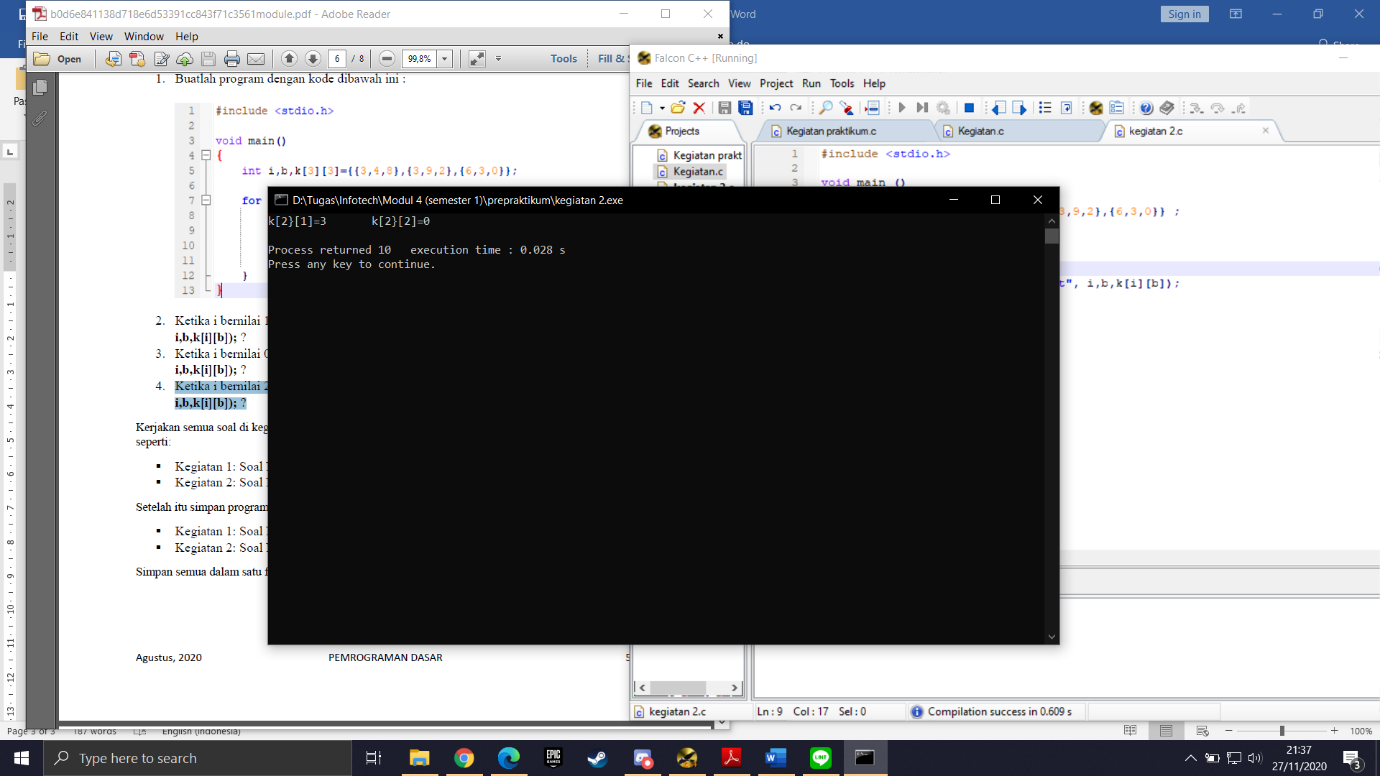 b0d6e841138d718e6d53391cc843f71c3561module.pdf - Adobe Reader
Word
Sign in
File Edit View Window Help
Open
6 / 8
99,8%
Tools
Fill &
1. Buatlah program dengan kode dibawah ini :
1 #include <stdio.h>
2
3 void main()
4 {
5 int i,b,k[3][3]={{3,4,8},{3,9,2},{6,3,0}};
6
7 for
8
9
10
11
12 }
13 }
2. Ketika i bernilai 1
i,b,k[i][b]); ?
3. Ketika i bernilai 0
i,b,k[i][b]); ?
4. Ketika i bernilai 2
i,b,k[i][b]); ?
Kerjakan semua soal di keg
seperti:
▪ Kegiatan 1: Soal
▪ Kegiatan 2: Soal
Setelah itu simpan program
▪ Kegiatan 1: Soal
▪ Kegiatan 2: Soal
Simpan semua dalam satu f
Agustus, 2020 PEMROGRAMAN DASAR 5
Falcon C++ [Running]
File Edit Search View Project Run Tools Help
Projects
Kegiatan praktikum.c
Kegiatan.c
kegiatan 2.c
Kegiatan prakt
Kegiatan.c
1 #include <stdio.h>
2
3 void main ()
3,9,2},{6,3,0}} ;
t", i,b,k[i][b]);
D:\Tugas\Infotech\Modul 4 (semester 1)\prepraktikum\kegiatan 2.exe
k[2}[1]=3 k[2}[2]=0
Process returned 10 execution time : 0.028 s
Press any key to continue.
kegiatan 2.c
Ln : 9 Col : 17 Sel : 0
Compilation success in 0.609 s
Page 3 of 3 187 words English (Indonesia)
100%
Type here to search
EPIC GAMES
21:37
27/11/2020
3